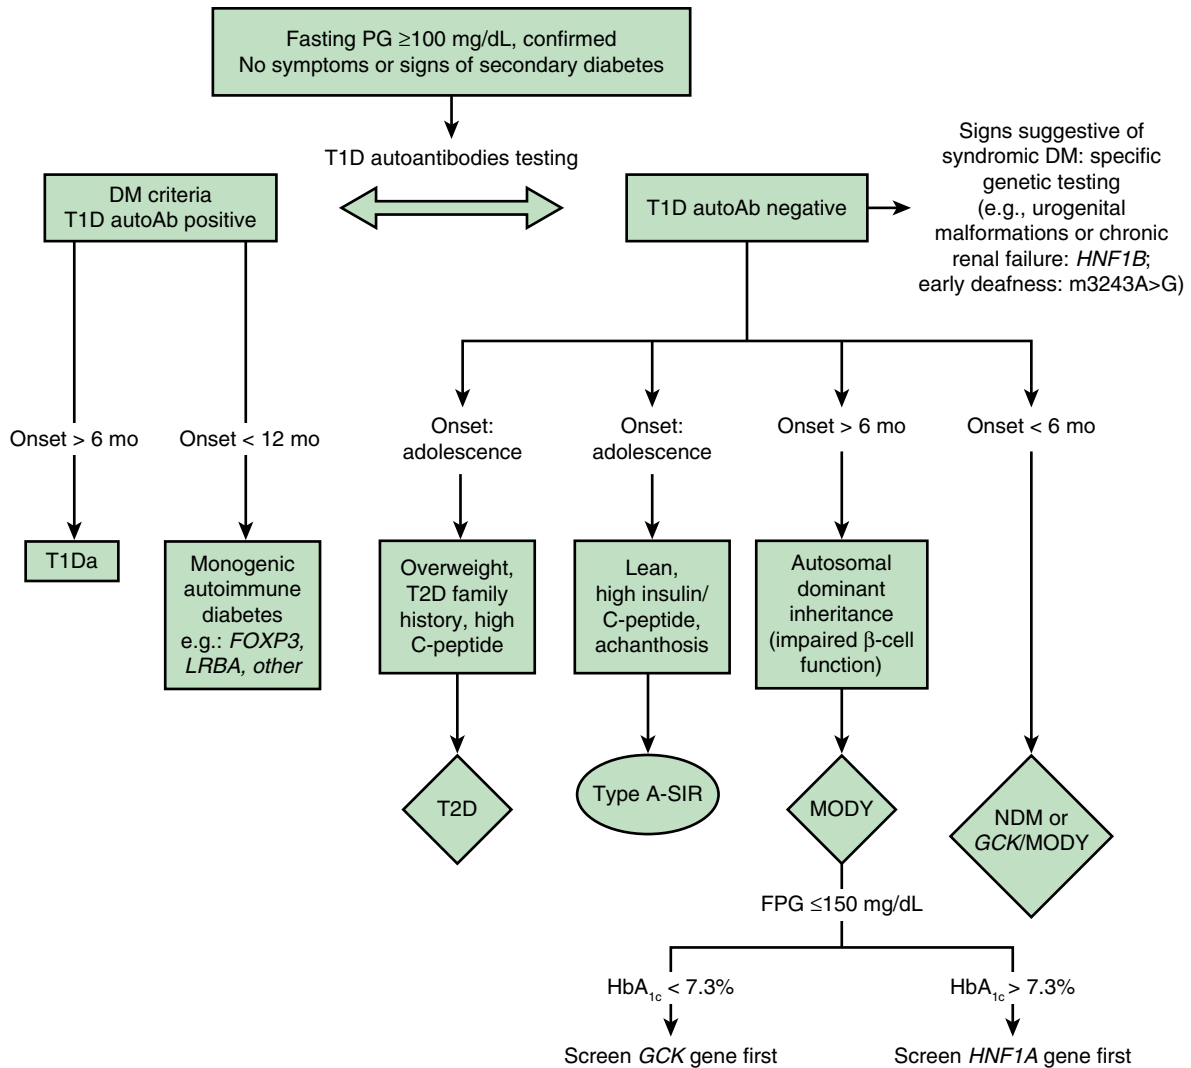 Fasting PG ≥100 mg/dL, confirmed
No symptoms or signs of secondary diabetes
T1D autoantibodies testing
DM criteria
T1D autoAb positive
T1D autoAb negative
Signs suggestive of
syndromic DM: specific
genetic testing
(e.g., urogenital
malformations or chronic
renal failure: HNF1B;
early deafness: m3243A>G)
Onset > 6 mo
Onset < 12 mo
Onset:
adolescence
Onset:
adolescence
Onset > 6 mo
Onset < 6 mo
T1Da
Monogenic
autoimmune
diabetes
e.g.: FOXP3,
LRBA, other
Overweight,
T2D family
history, high
C-peptide
Lean,
high insulin/
C-peptide,
achanthosis
Autosomal
dominant
inheritance
(impaired β-cell
function)
T2D
Type A-SIR
MODY
NDM or
GCK/MODY
FPG ≤150 mg/dL
HbA1c < 7.3%
HbA1c > 7.3%
Screen GCK gene first
Screen HNF1A gene first